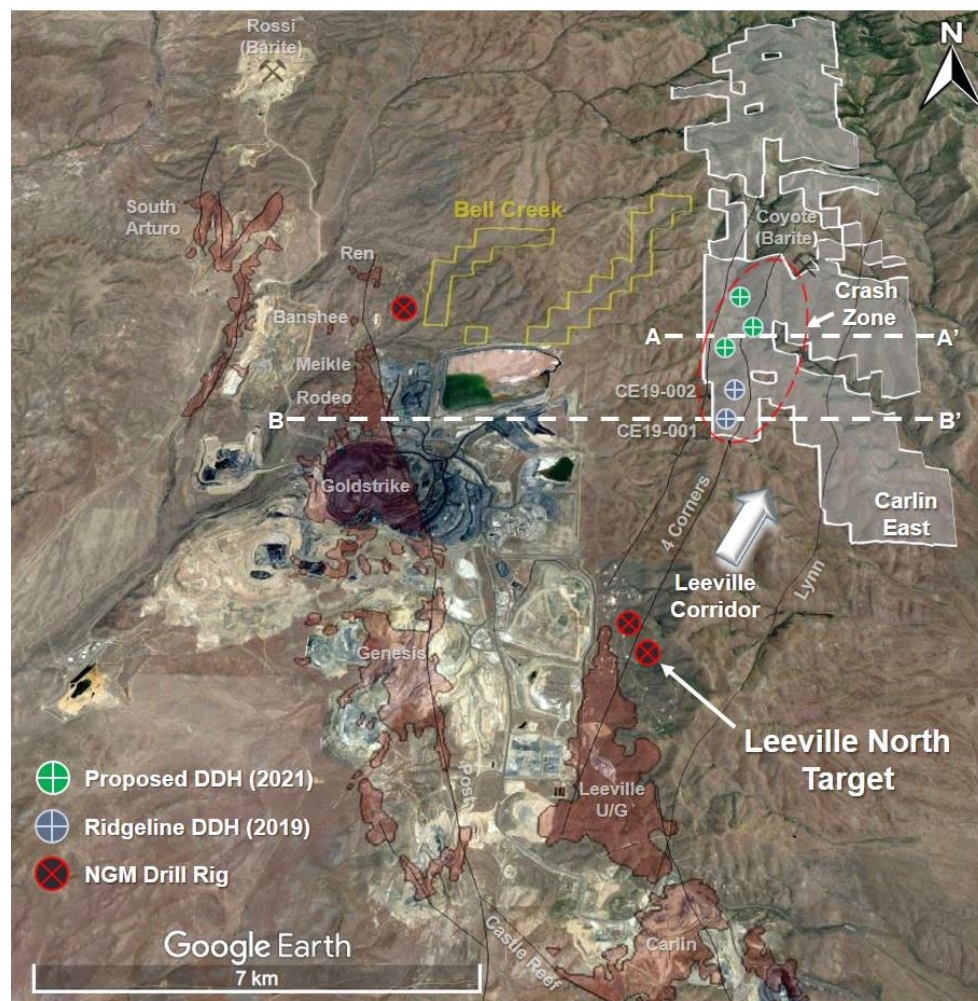 Rossi
(Barite)
N
South
Arturo
Bell Creek
Ren
Coyote
(Barite)
Crash
Zone
Banshee
A
A'
Meikle
Rodeo
CE19-002
B
B'
CE19-001
Goldstrike
4 Corners
Carlin
East
Leeville
Corridor
Lynn
Genesis
Leeville North
Target
Proposed DDH (2021)
Post
Leeville
U/G
Ridgeline DDH (2019)
NGM Drill Rig
Google Earth
7 km
Castle Reef
Carlin